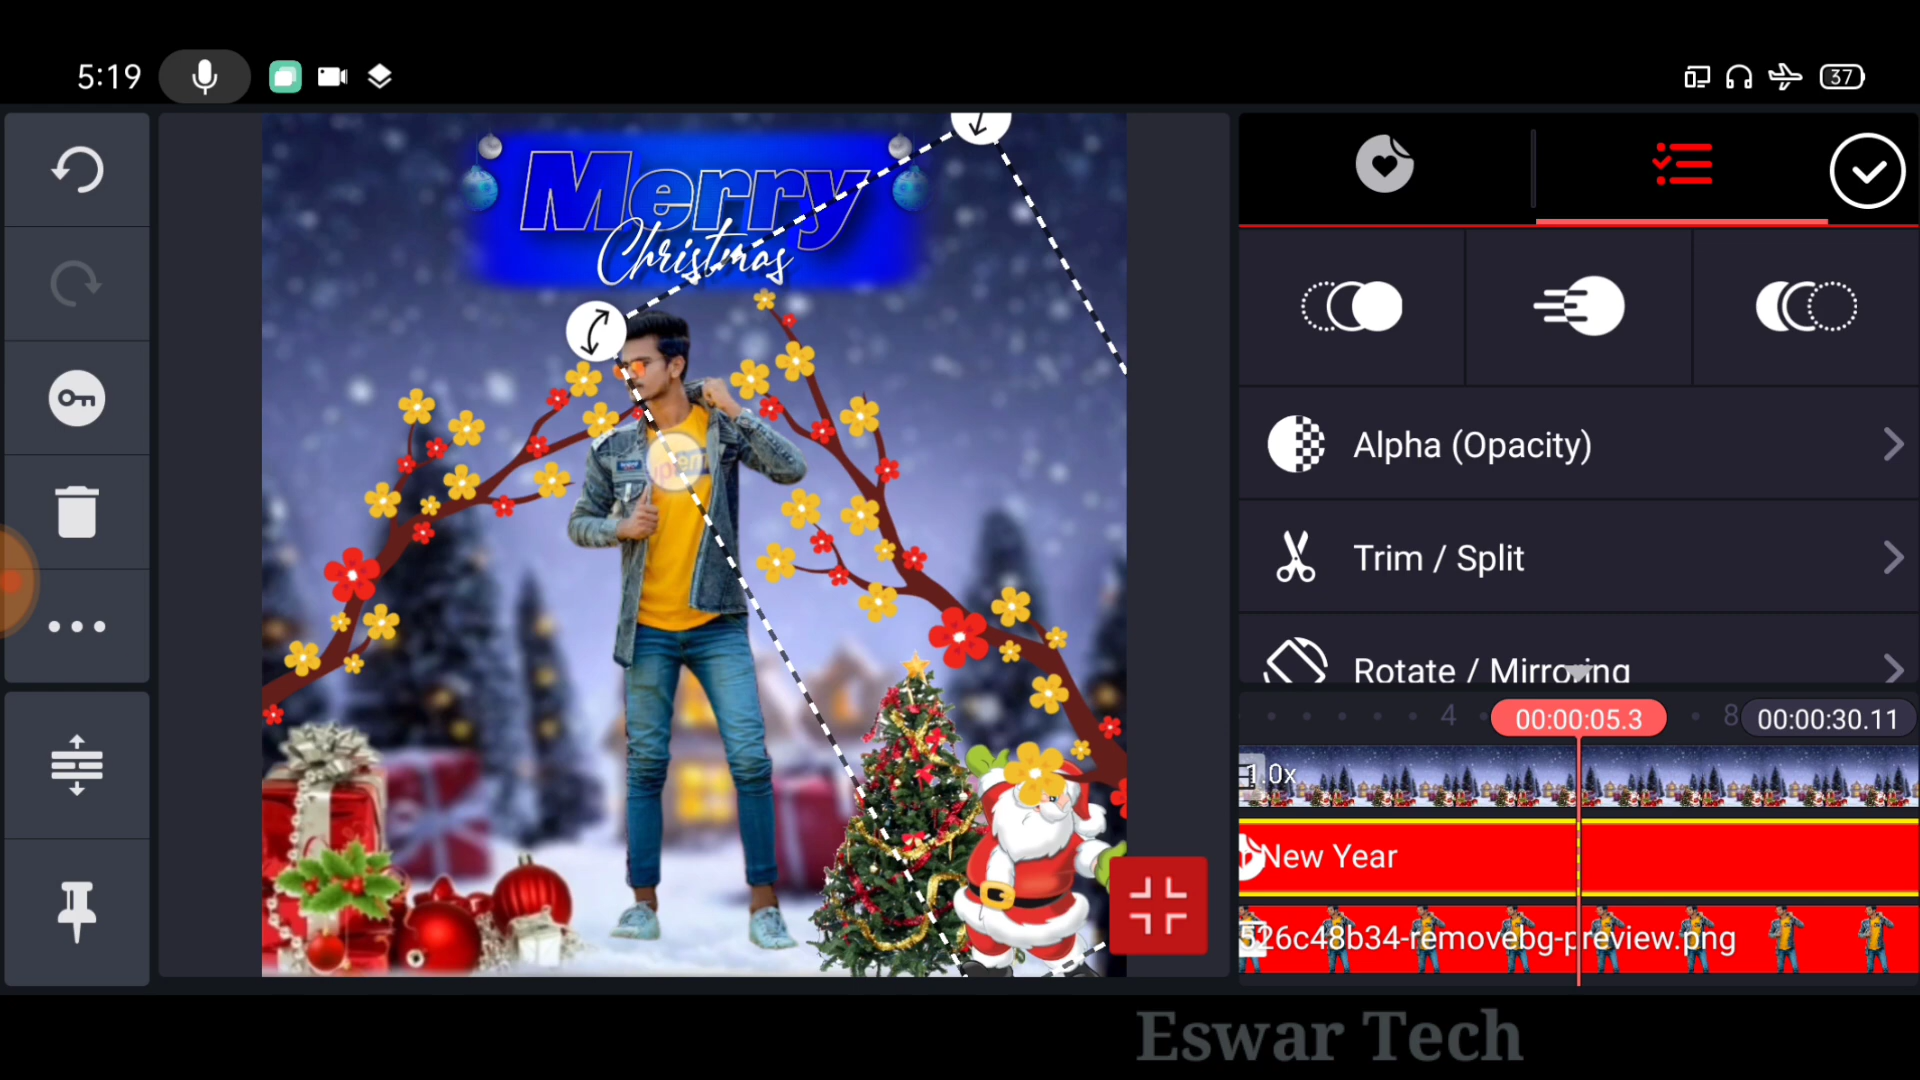 5:19
37
Merry
Christmas
Alpha (Opacity)
Trim / Split
Rotate / Mirroring
4
00:00:05.3
8
00:00:30.11
1.0x
New Year
526c48b34-removebg-preview.png
Eswar Tech